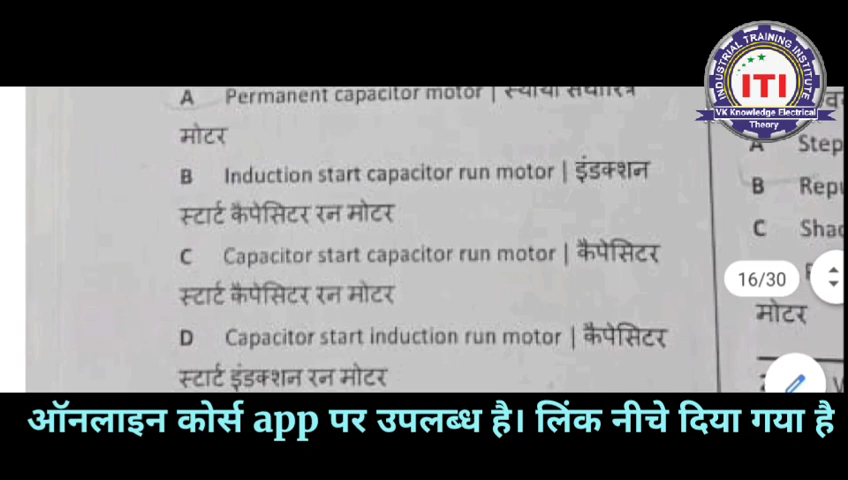 A Permanent capacitor motor | स्थायी संधारित्र
मोटर
B Induction start capacitor run motor | इंडक्शन
स्टार्ट कैपेसिटर रन मोटर
C Capacitor start capacitor run motor | कैपेसिटर
स्टार्ट कैपेसिटर रन मोटर
D Capacitor start induction run motor | कैपेसिटर
स्टार्ट इंडक्शन रन मोटर
A Step
B
C
मोटर
16/30
INDUSTRIAL TRAINING INSTITUTE
ITI
VK Knowledge Electrical
Theory
ऑनलाइन कोर्स app पर उपलब्ध है। लिंक नीचे दिया गया है